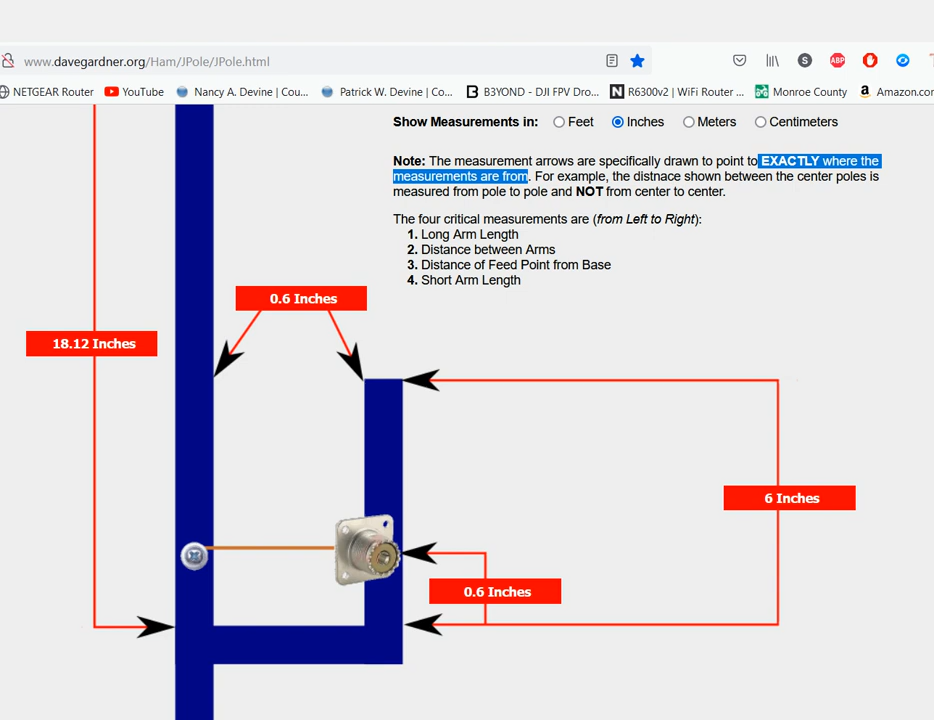 www.davegardner.org/Ham/JPole/JPole.html
S
ABP
NETGEAR Router
YouTube
Nancy A. Devine | Cou...
Patrick W. Devine | Co...
B3YOND - DJI FPV Dro...
N
R6300v2 | WiFi Router ...
Monroe County
Amazon.com
Show Measurements in:
Feet
Inches
Meters
Centimeters
Note: The measurement arrows are specifically drawn to point to EXACTLY where the
measurements are from. For example, the distnace shown between the center poles is
measured from pole to pole and NOT from center to center.
The four critical measurements are (from Left to Right):
1. Long Arm Length
2. Distance between Arms
3. Distance of Feed Point from Base
4. Short Arm Length
0.6 Inches
18.12 Inches
6 Inches
0.6 Inches